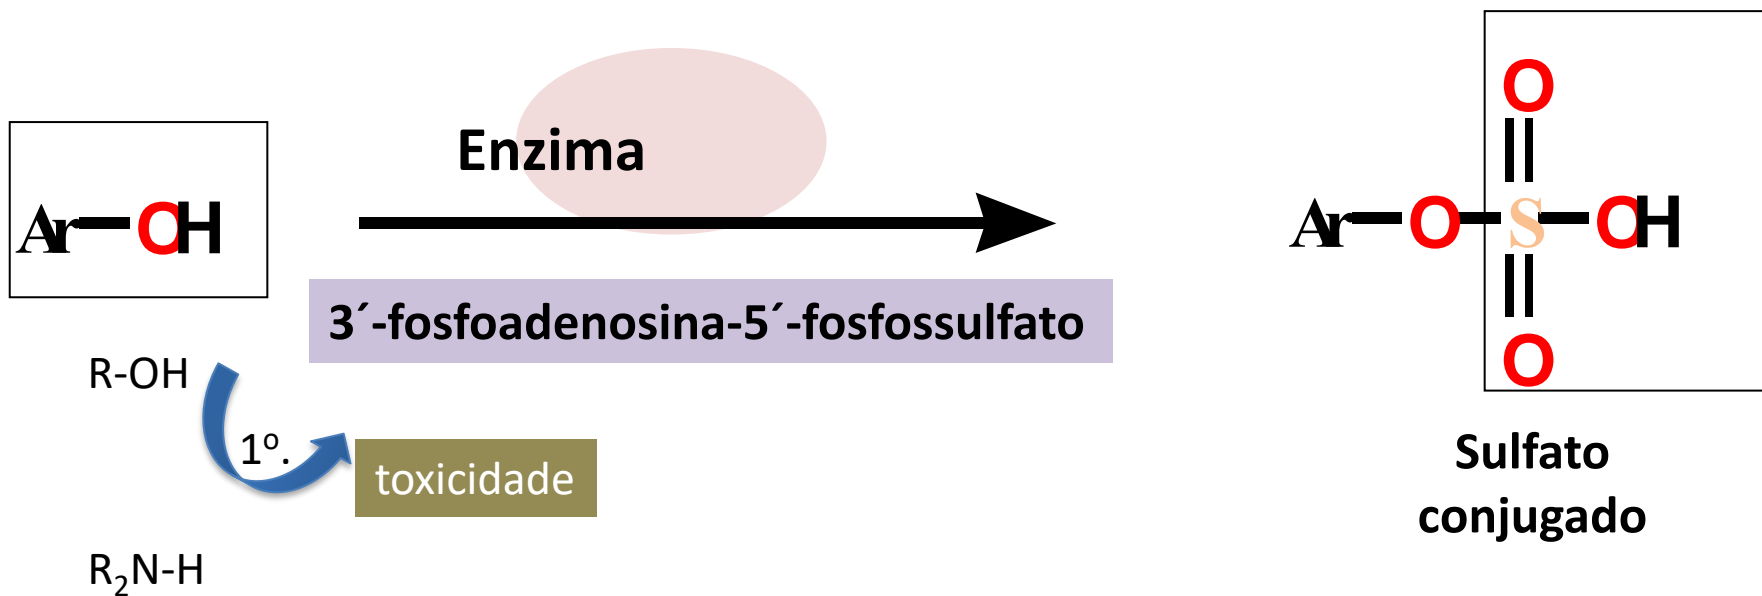 Enzima
Ar OH
3´-fosfoadenosina-5´-fosfossulfato
R-OH
1º.
toxicidade
R₂N-H
O
Ar O S OH
O
Sulfato
conjugado